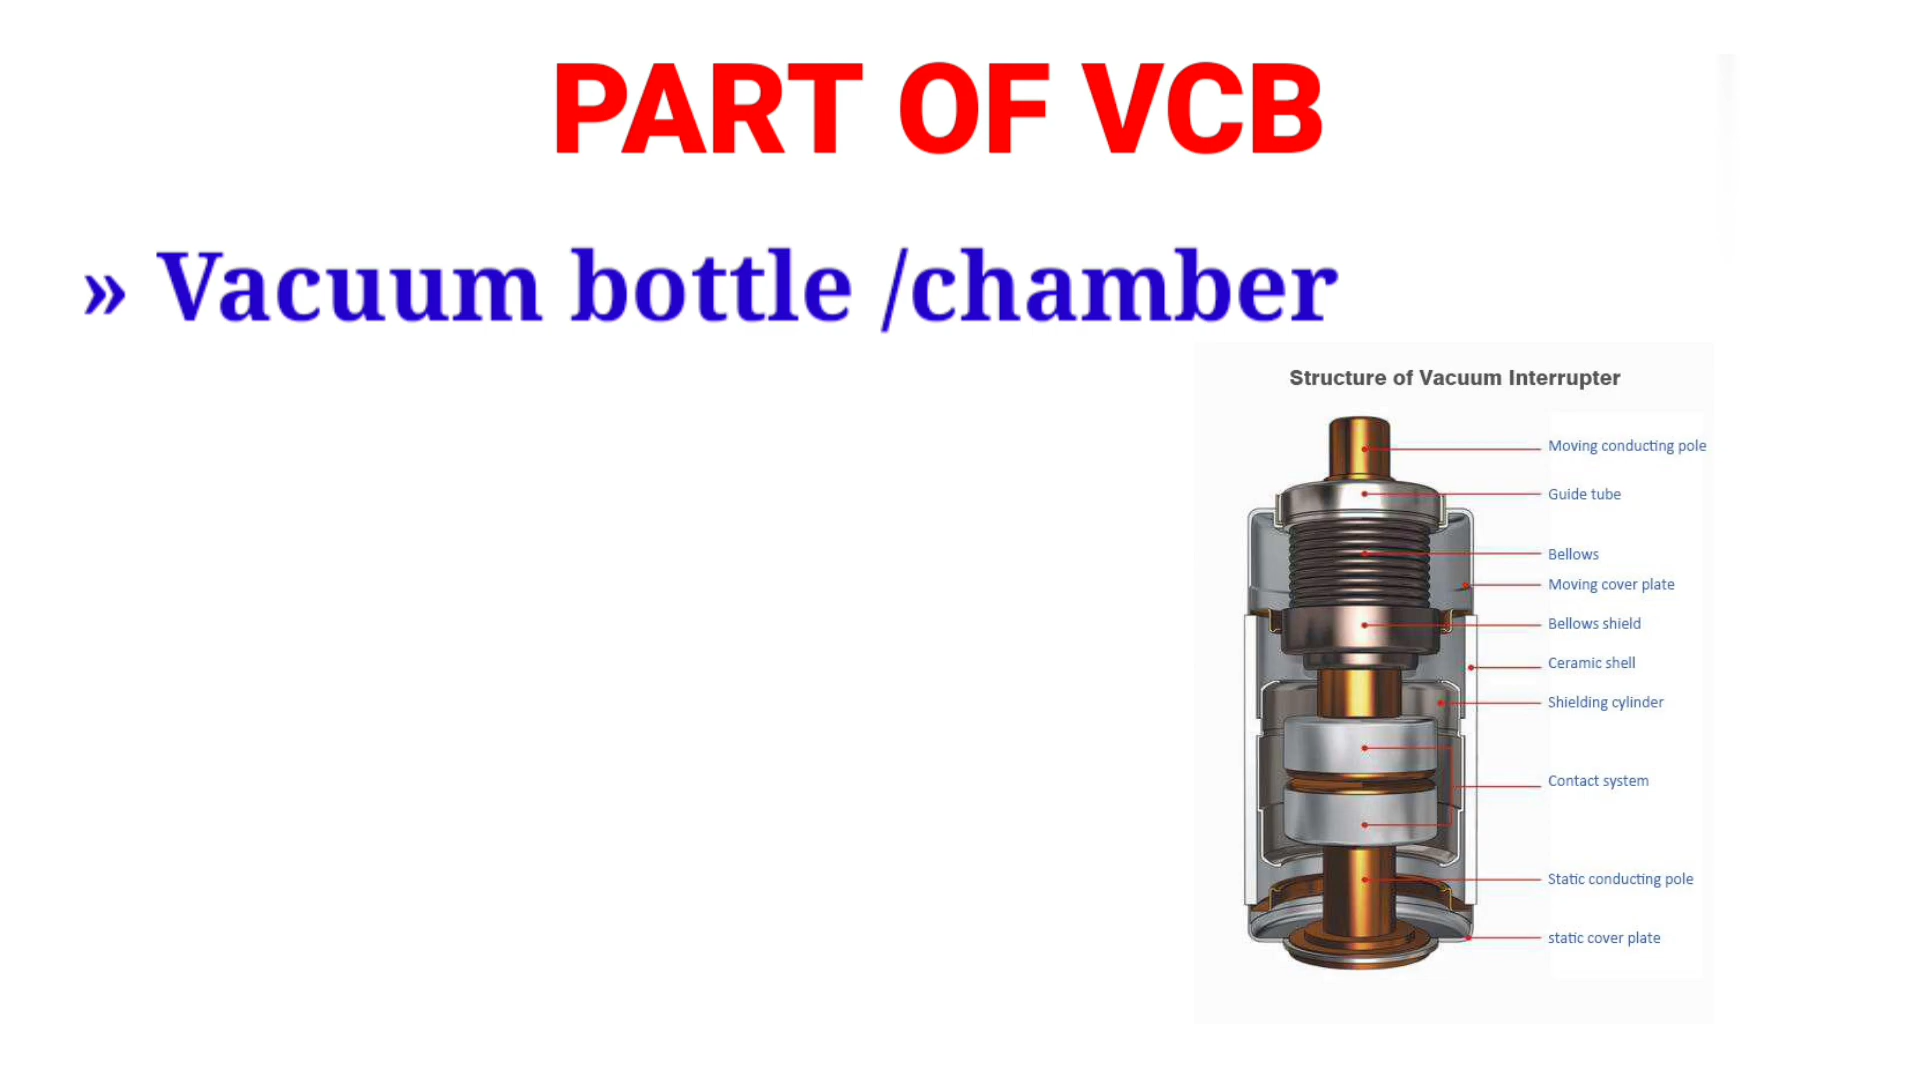 PART OF VCB
» Vacuum bottle /chamber
Structure of Vacuum Interrupter
Moving conducting pole
Guide tube
Bellows
Moving cover plate
Bellows shield
Ceramic shell
Shielding cylinder
Contact system
Static conducting pole
static cover plate